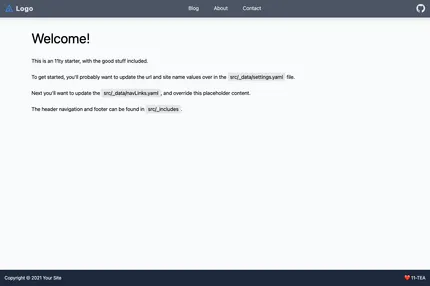 Logo
Blog
About
Contact
Welcome!
This is an 11ty starter, with the good stuff included.
To get started, you'll probably want to update the url and site name values over in the src/_data/settings.yaml file.
Next you'll want to update the src/_data/navLinks.yaml , and override this placeholder content.
The header navigation and footer can be found in src/_includes .
Copyright © 2021 Your Site
11-TEA